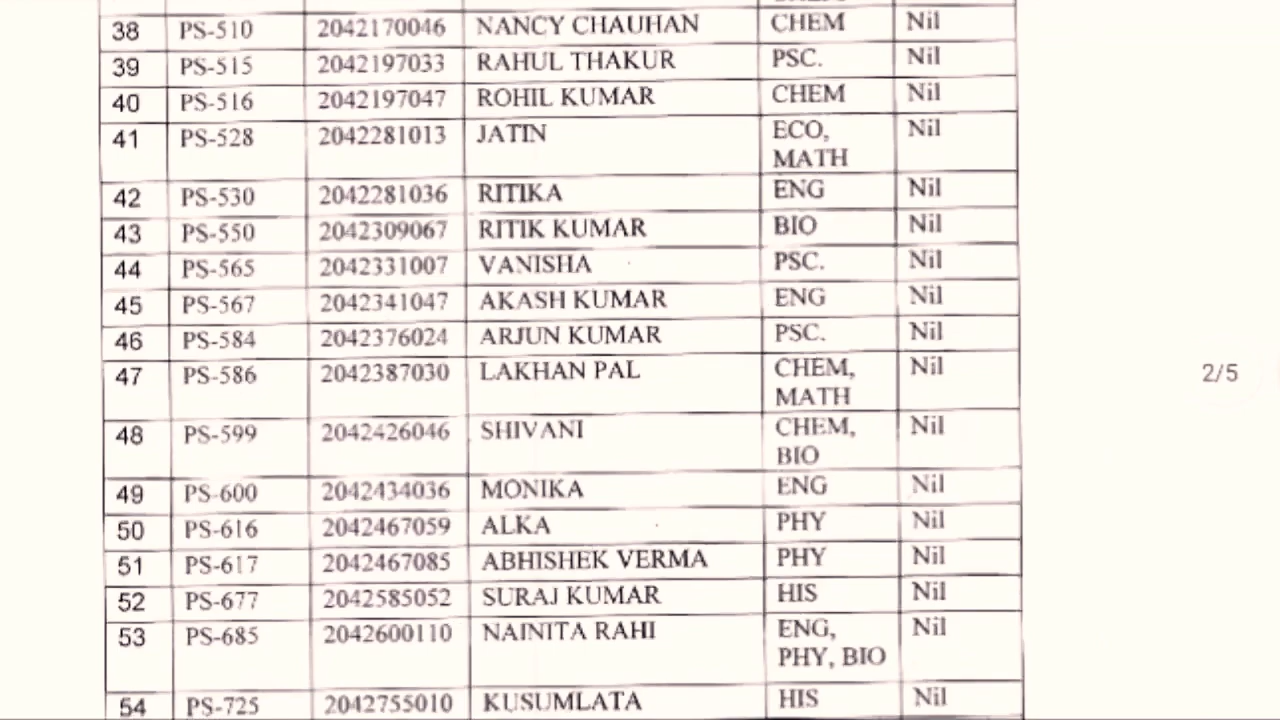 38 PS-510 2042170046 NANCY CHAUHAN CHEM Nil
39 PS-515 2042197033 RAHUL THAKUR PSC. Nil
40 PS-516 2042197047 ROHIL KUMAR CHEM Nil
41 PS-528 2042281013 JATIN ECO, Nil
MATH
42 PS-530 2042281036 RITIKA ENG Nil
43 PS-550 2042309067 RITIK KUMAR BIO Nil
44 PS-565 2042331007 VANISHA PSC. Nil
45 PS-567 2042341047 AKASH KUMAR ENG Nil
46 PS-584 2042376024 ARJUN KUMAR PSC. Nil
47 PS-586 2042387030 LAKHAN PAL CHEM, Nil
MATH
2/5
48 PS-599 2042426046 SHIVANI CHEM, Nil
BIO
49 PS-600 2042434036 MONIKA ENG Nil
50 PS-616 2042467059 ALKA PHY Nil
51 PS-617 2042467085 ABHISHEK VERMA PHY Nil
52 PS-677 2042585052 SURAJ KUMAR HIS Nil
53 PS-685 2042600110 NAINITA RAHI ENG, Nil
PHY, BIO
54 PS-725 2042755010 KUSUMLATA HIS Nil